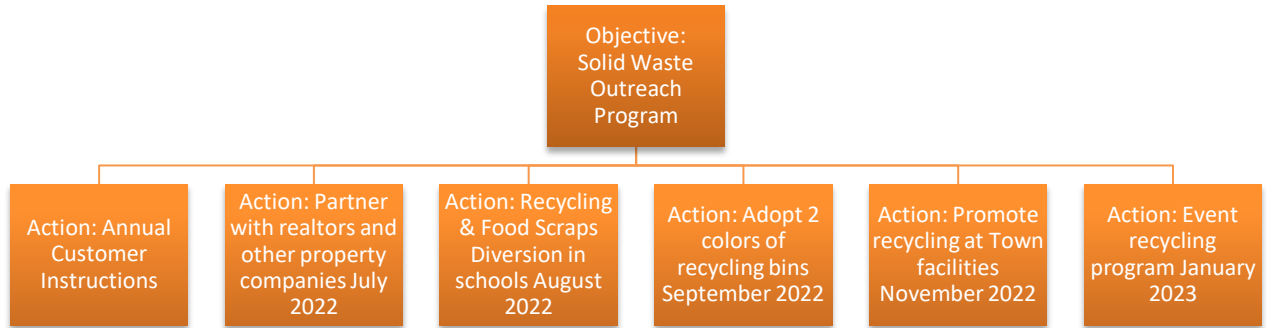 Objective:
Solid Waste
Outreach
Program
Action: Annual
Customer
Instructions
Action: Partner
with realtors and
other property
companies July
2022
Action: Recycling
& Food Scraps
Diversion in
schools August
2022
Action: Adopt 2
colors of
recycling bins
September 2022
Action: Promote
recycling at Town
facilities
November 2022
Action: Event
recycling
program January
2023